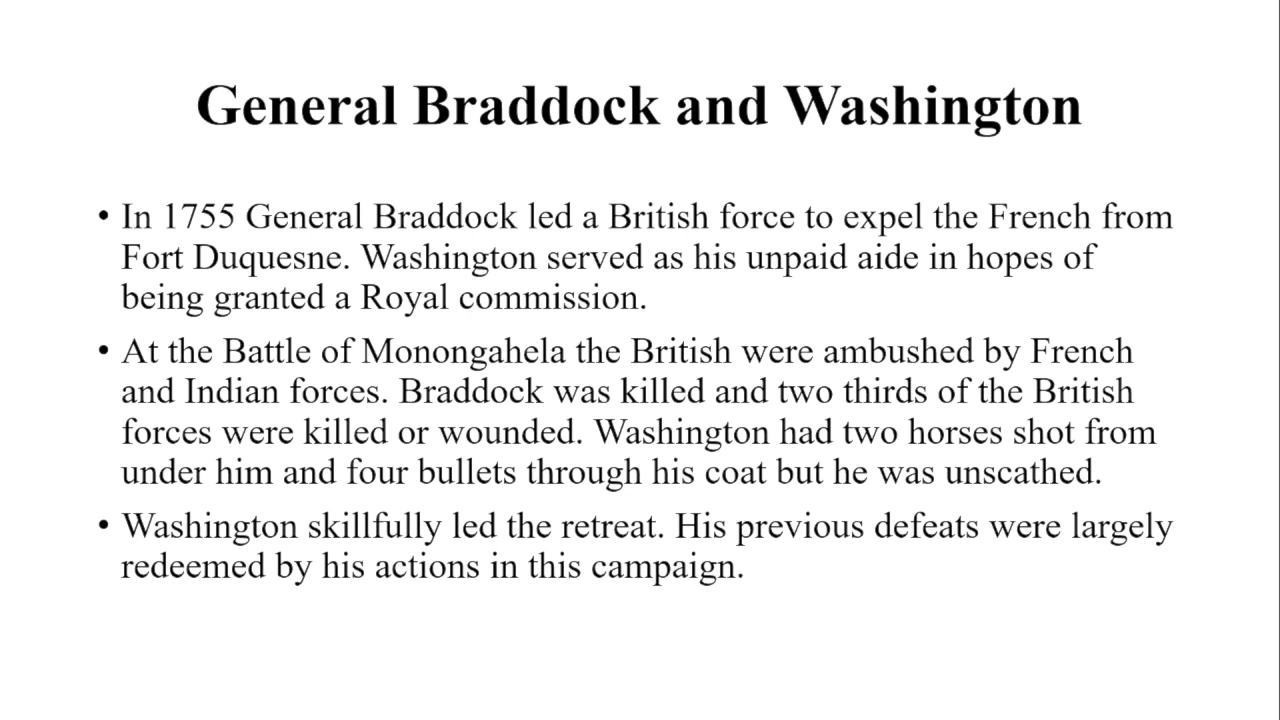 General Braddock and Washington
• In 1755 General Braddock led a British force to expel the French from
Fort Duquesne. Washington served as his unpaid aide in hopes of
being granted a Royal commission.
• At the Battle of Monongahela the British were ambushed by French
and Indian forces. Braddock was killed and two thirds of the British
forces were killed or wounded. Washington had two horses shot from
under him and four bullets through his coat but he was unscathed.
• Washington skillfully led the retreat. His previous defeats were largely
redeemed by his actions in this campaign.